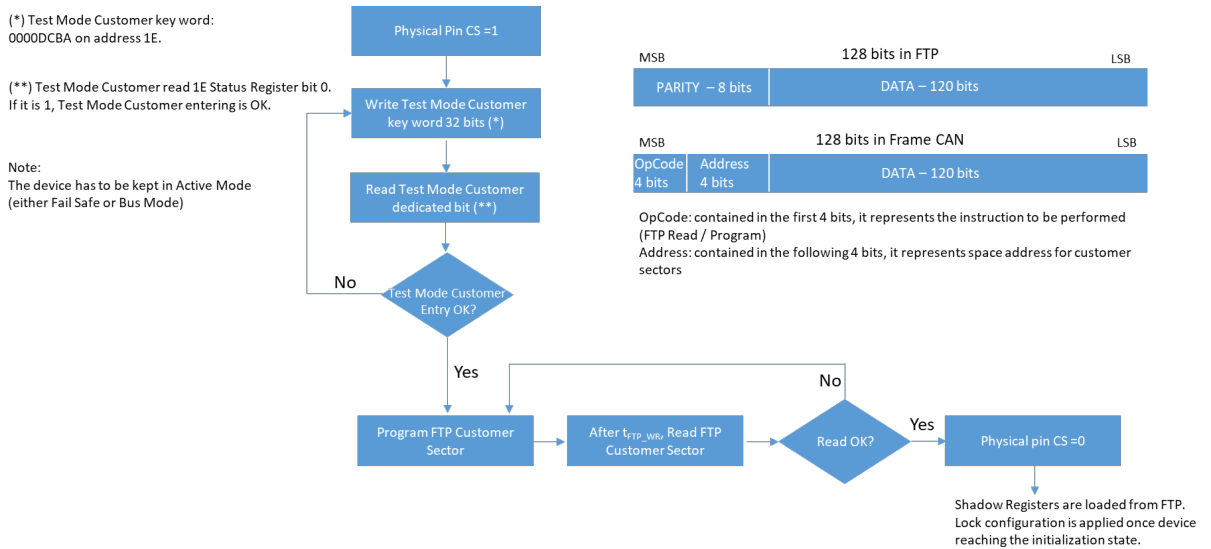 (*) Test Mode Customer key word:
0000DCBA on address 1E.
(**) Test Mode Customer read 1E Status Register bit 0.
If it is 1, Test Mode Customer entering is OK.
Note:
The device has to be kept in Active Mode
(either Fail Safe or Bus Mode)
Physical Pin CS =1
Write Test Mode Customer
key word 32 bits (*)
Read Test Mode Customer
dedicated bit (**)
Test Mode Customer
Entry OK?
No
Yes
128 bits in FTP
MSB
LSB
PARITY – 8 bits
DATA – 120 bits
128 bits in Frame CAN
MSB
LSB
OpCode
4 bits
Address
4 bits
DATA – 120 bits
OpCode: contained in the first 4 bits, it represents the instruction to be performed
(FTP Read / Program)
Address: contained in the following 4 bits, it represents space address for customer
sectors
Program FTP Customer
Sector
After tFTP_WR, Read FTP
Customer Sector
Read OK?
No
Yes
Physical pin CS =0
Shadow Registers are loaded from FTP.
Lock configuration is applied once device
reaching the initialization state.